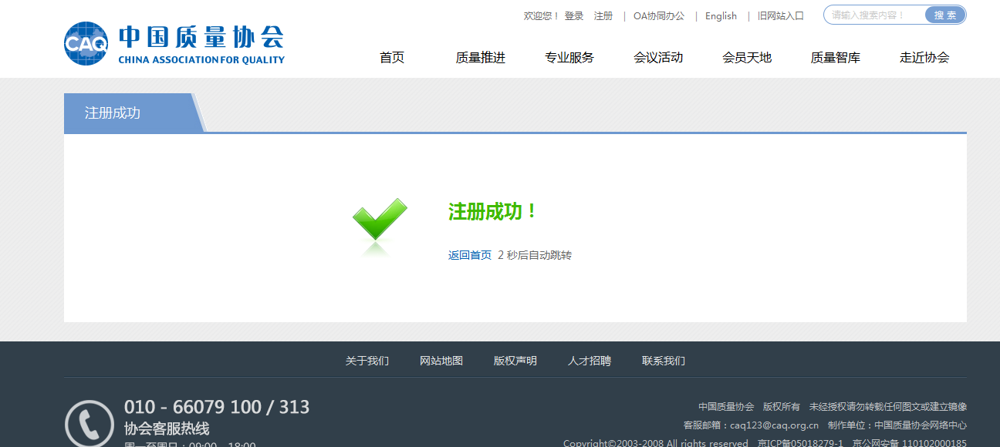 欢迎您！ 登录 注册 | OA协同办公 | English | 旧网站入口 请输入搜索内容！ 搜 索
CAQ 中国质量协会
CHINA ASSOCIATION FOR QUALITY
首页 质量推进 专业服务 会议活动 会员天地 质量智库 走近协会
注册成功
注册成功！
返回首页 2 秒后自动跳转
关于我们 网站地图 版权声明 人才招聘 联系我们
010 - 66079 100 / 313
协会客服热线
周一至周日：09:00 - 18:00
中国质量协会 版权所有 未经授权请勿转载任何图文或建立镜像
客服邮箱：caq123@caq.org.cn 制作单位：中国质量协会网络中心
Copyright©2003-2008 All rights reserved 京ICP备05018279-1 京公网安备 110102000185